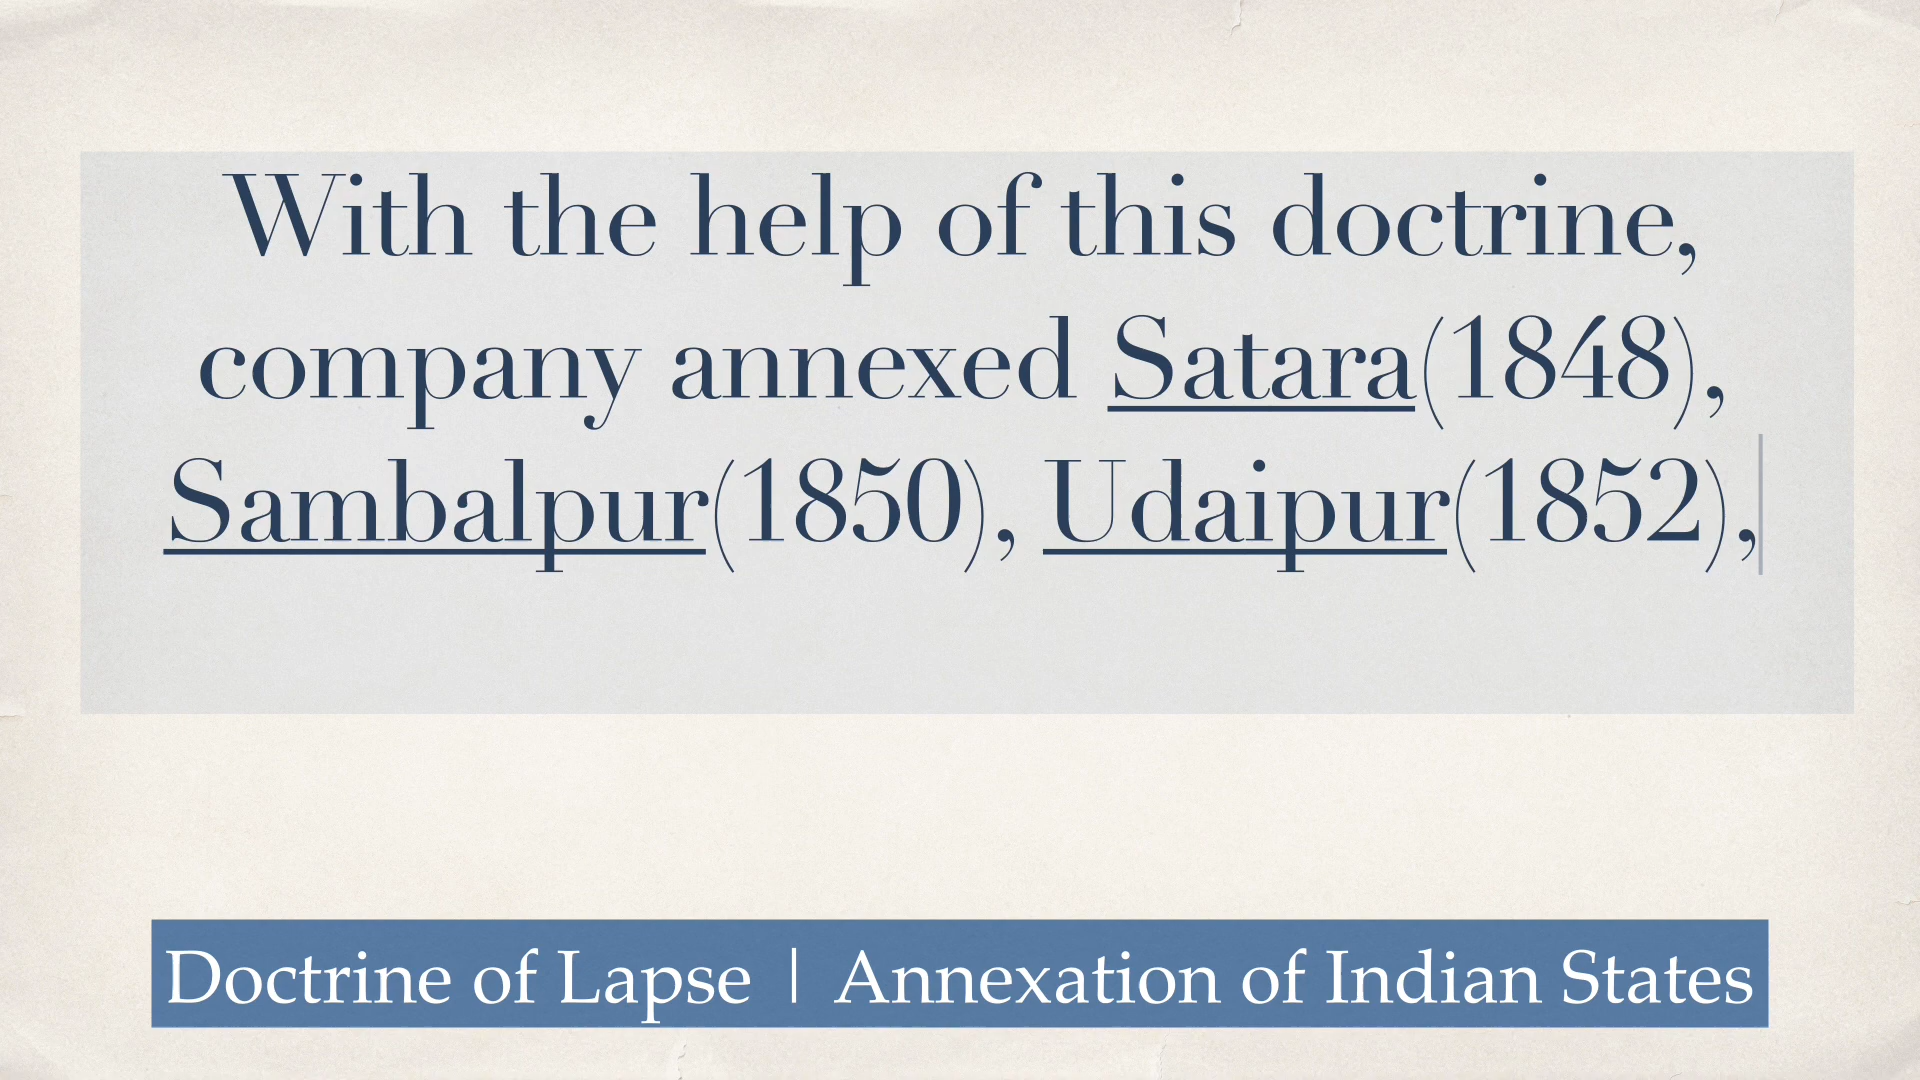 With the help of this doctrine,
company annexed Satara(1848),
Sambalpur(1850), Udaipur(1852),
Doctrine of Lapse | Annexation of Indian States